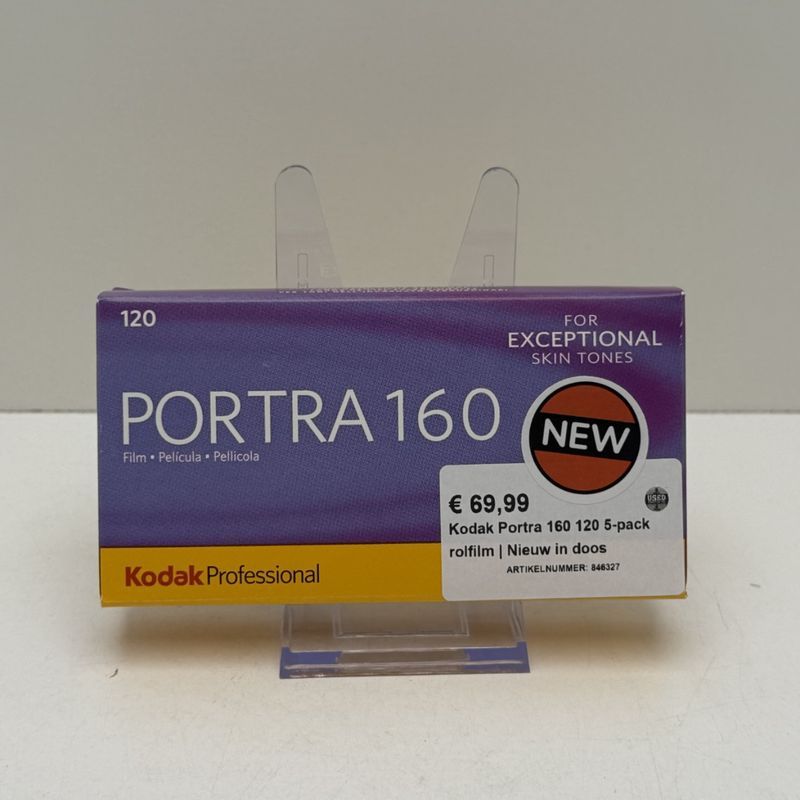 120
FOR
EXCEPTIONAL
SKIN TONES
PORTRA 160
Film • Película • Pellicola
NEW
€ 69,99
USED
Kodak Portra 160 120 5-pack
rolfilm | Nieuw in doos
ARTIKELNUMMER: 846327
Kodak Professional